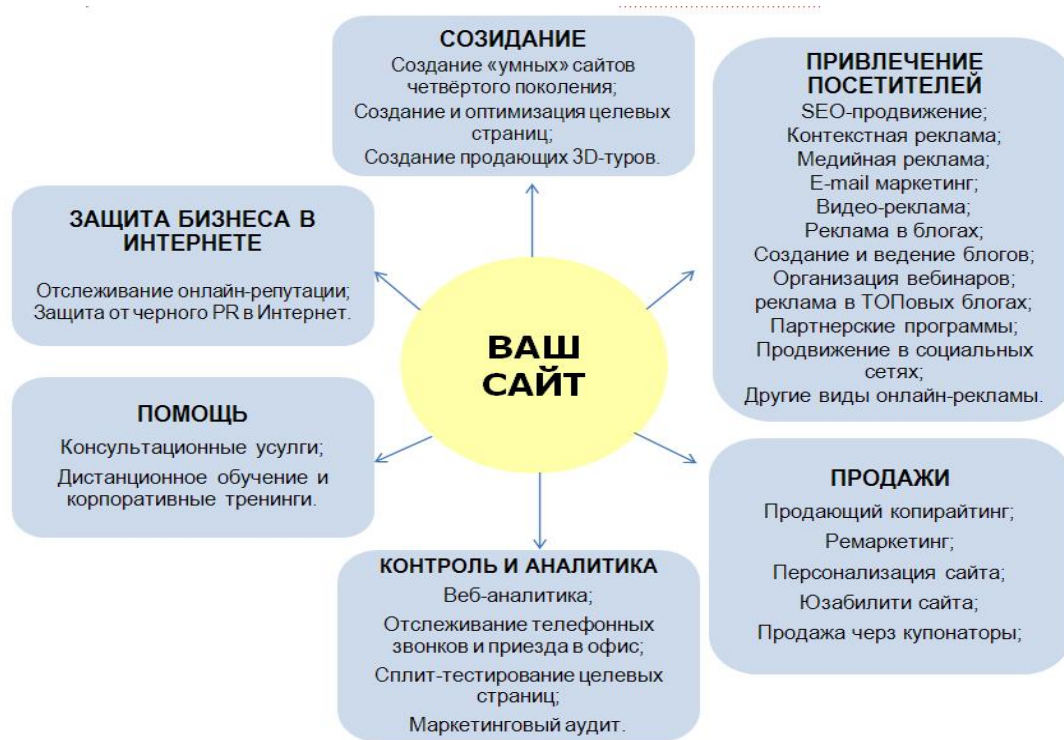 СОЗИДАНИЕ
Создание «умных» сайтов
четвёртого поколения;
Создание и оптимизация целевых
страниц;
Создание продающих 3D-туров.
ПРИВЛЕЧЕНИЕ
ПОСЕТИТЕЛЕЙ
SEO-продвижение;
Контекстная реклама;
Медийная реклама;
E-mail маркетинг;
Видео-реклама;
Реклама в блогах;
Создание и ведение блогов;
Организация вебинаров;
реклама в ТОПовых блогах;
Партнерские программы;
Продвижение в социальных
сетях;
Другие виды онлайн-рекламы.
ЗАЩИТА БИЗНЕСА В
ИНТЕРНЕТЕ
Отслеживание онлайн-репутации;
Защита от черного PR в Интернет.
ВАШ
САЙТ
ПОМОЩЬ
Консультационные усулги;
Дистанционное обучение и
корпоративные тренинги.
ПРОДАЖИ
Продающий копирайтинг;
Ремаркетинг;
Персонализация сайта;
Юзабилити сайта;
Продажа черз купонаторы;
КОНТРОЛЬ И АНАЛИТИКА
Веб-аналитика;
Отслеживание телефонных
звонков и приезда в офис;
Сплит-тестирование целевых
страниц;
Маркетинговый аудит.